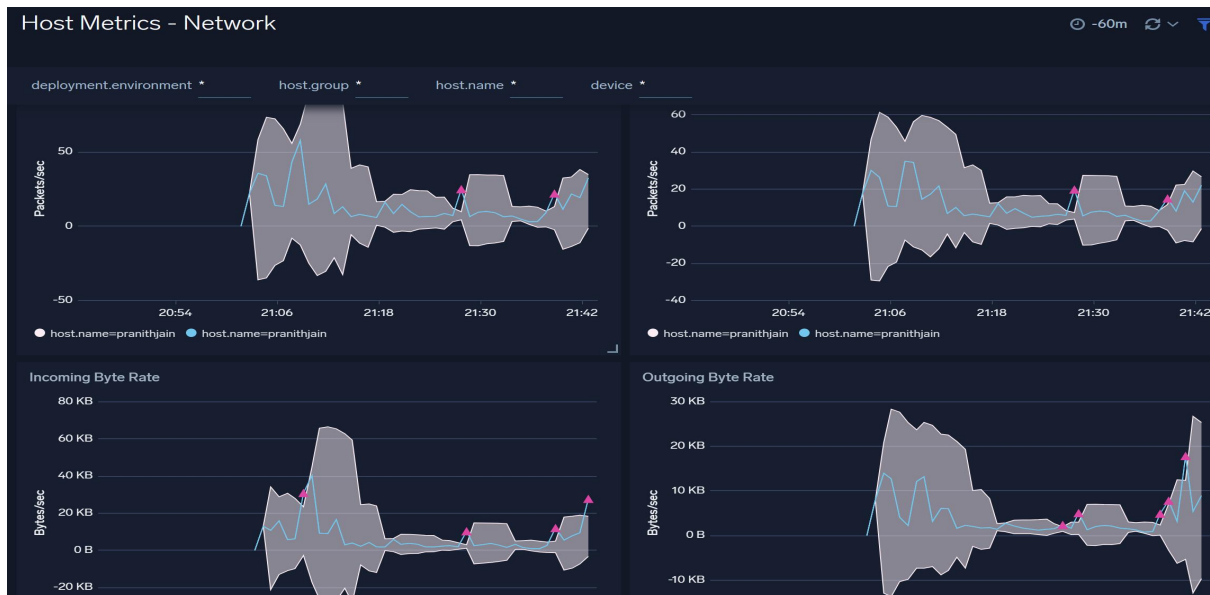 Host Metrics - Network
-60m
deployment.environment *
host.group *
host.name *
device *
Packets/sec
50
0
-50
20:54
21:06
21:18
21:30
21:42
host.name=pranithjain
host.name=pranithjain
Packets/sec
60
40
20
0
-20
-40
20:54
21:06
21:18
21:30
21:42
host.name=pranithjain
host.name=pranithjain
Incoming Byte Rate
Bytes/sec
80 KB
60 KB
40 KB
20 KB
0 B
-20 KB
Outgoing Byte Rate
Bytes/sec
30 KB
20 KB
10 KB
0 B
-10 KB